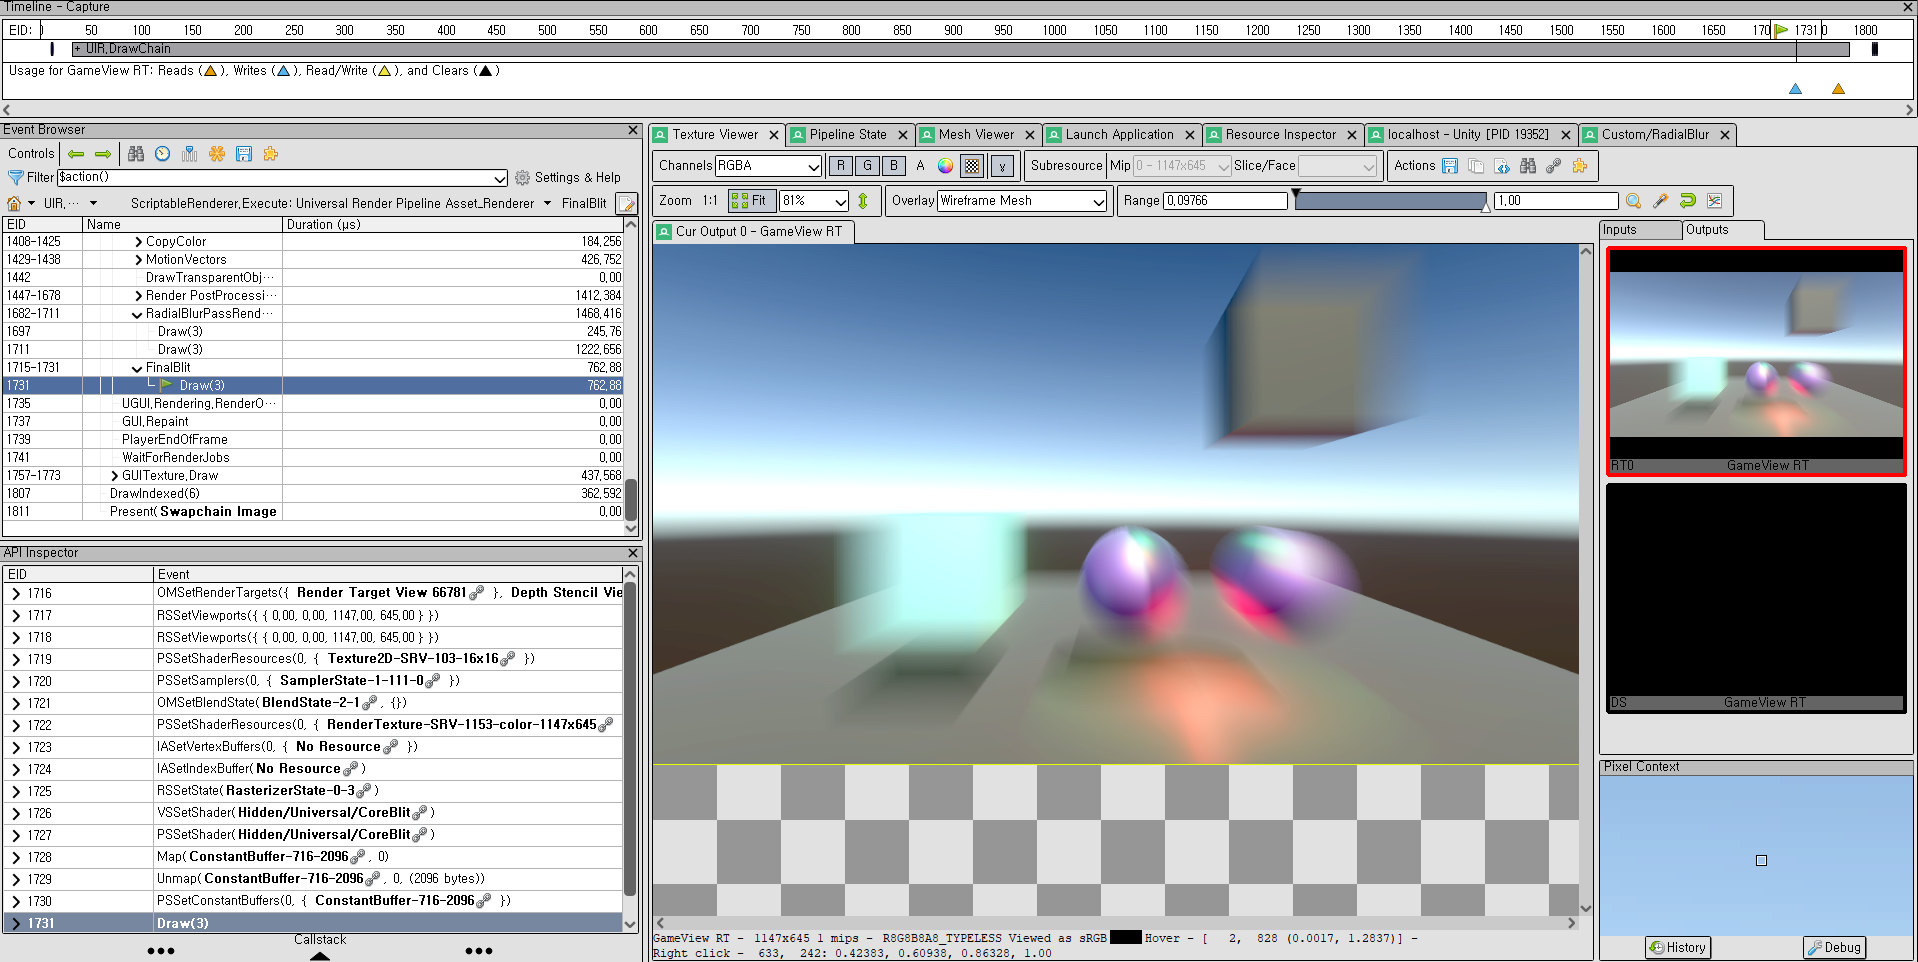 Timeline - Capture
EID: 0 50 100 150 200 250 300 350 400 450 500 550 600 650 700 750 800 850 900 950 1000 1050 1100 1150 1200 1250 1300 1350 1400 1450 1500 1550 1600 1650 170 1731 0 1800
+ UIR.DrawChain
Usage for GameView RT: Reads ( ), Writes ( ), Read/Write ( ), and Clears ( )
Event Browser
Controls
Filter $action() Settings & Help
UIR.… ScriptableRenderer.Execute: Universal Render Pipeline Asset_Renderer FinalBlit
EID Name Duration (µs)
1408-1425 CopyColor 184,256
1429-1438 MotionVectors 426,752
1442 DrawTransparentObj… 0,00
1447-1678 Render PostProcessi… 1412,384
1682-1711 RadialBlurPassRend… 1468,416
1697 Draw(3) 245,76
1711 Draw(3) 1222,656
1715-1731 FinalBlit 762,88
1731 Draw(3) 762,88
1735 UGUI.Rendering.RenderO… 0,00
1737 GUI.Repaint 0,00
1739 PlayerEndOfFrame 0,00
1741 WaitForRenderJobs 0,00
1757-1773 GUITexture.Draw 437,568
1807 DrawIndexed(6) 362,592
1811 Present( Swapchain Image 0,00
API Inspector
EID Event
1716 OMSetRenderTargets({ Render Target View 66781 }, Depth Stencil Vie
1717 RSSetViewports({ { 0,00, 0,00, 1147,00, 645,00 } })
1718 RSSetViewports({ { 0,00, 0,00, 1147,00, 645,00 } })
1719 PSSetShaderResources(0, { Texture2D-SRV-103-16x16 })
1720 PSSetSamplers(0, { SamplerState-1-111-0 })
1721 OMSetBlendState( BlendState-2-1 , {})
1722 PSSetShaderResources(0, { RenderTexture-SRV-1153-color-1147x645
1723 IASetVertexBuffers(0, { No Resource })
1724 IASetIndexBuffer( No Resource )
1725 RSSetState( RasterizerState-0-3 )
1726 VSSetShader( Hidden/Universal/CoreBlit )
1727 PSSetShader( Hidden/Universal/CoreBlit )
1728 Map( ConstantBuffer-716-2096 , 0)
1729 Unmap( ConstantBuffer-716-2096 , 0, (2096 bytes))
1730 PSSetConstantBuffers(0, { ConstantBuffer-716-2096 })
1731 Draw(3)
Callstack
Texture Viewer Pipeline State Mesh Viewer Launch Application Resource Inspector localhost - Unity [PID 19352] Custom/RadialBlur
Channels RGBA R G B A γ Subresource Mip 0 - 1147x645 Slice/Face Actions
Zoom 1:1 Fit 81% Overlay Wireframe Mesh Range 0,09766 1,00
Cur Output 0 - GameView RT
Inputs Outputs
RT0 GameView RT
DS GameView RT
Pixel Context
History Debug
GameView RT - 1147x645 1 mips - R8G8B8A8_TYPELESS Viewed as sRGB Hover - [ 2, 828 (0.0017, 1.2837)] -
Right click - 633, 242: 0.42383, 0.60938, 0.86328, 1.00